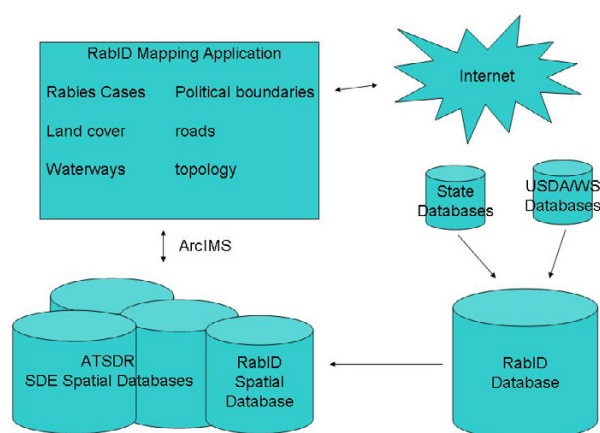 RabID Mapping Application
Rabies Cases Political boundaries
Land cover roads
Waterways topology
Internet
State
Databases
USDA/WS
Databases
ArcIMS
ATSDR
SDE Spatial Databases
RabID
Spatial
Database
RabID
Database